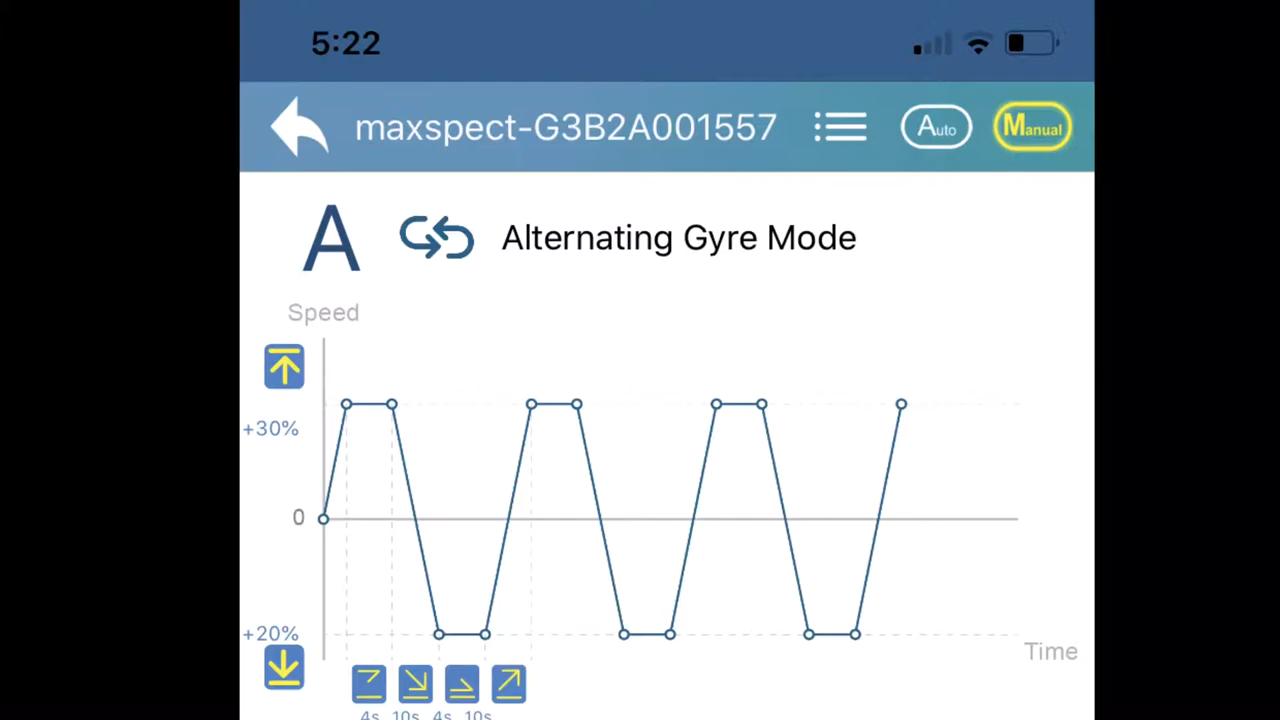 5:22
maxspect-G3B2A001557 Auto Manual
A Alternating Gyre Mode
Speed
+30%
0
+20%
Time
4s 10s 4s 10s